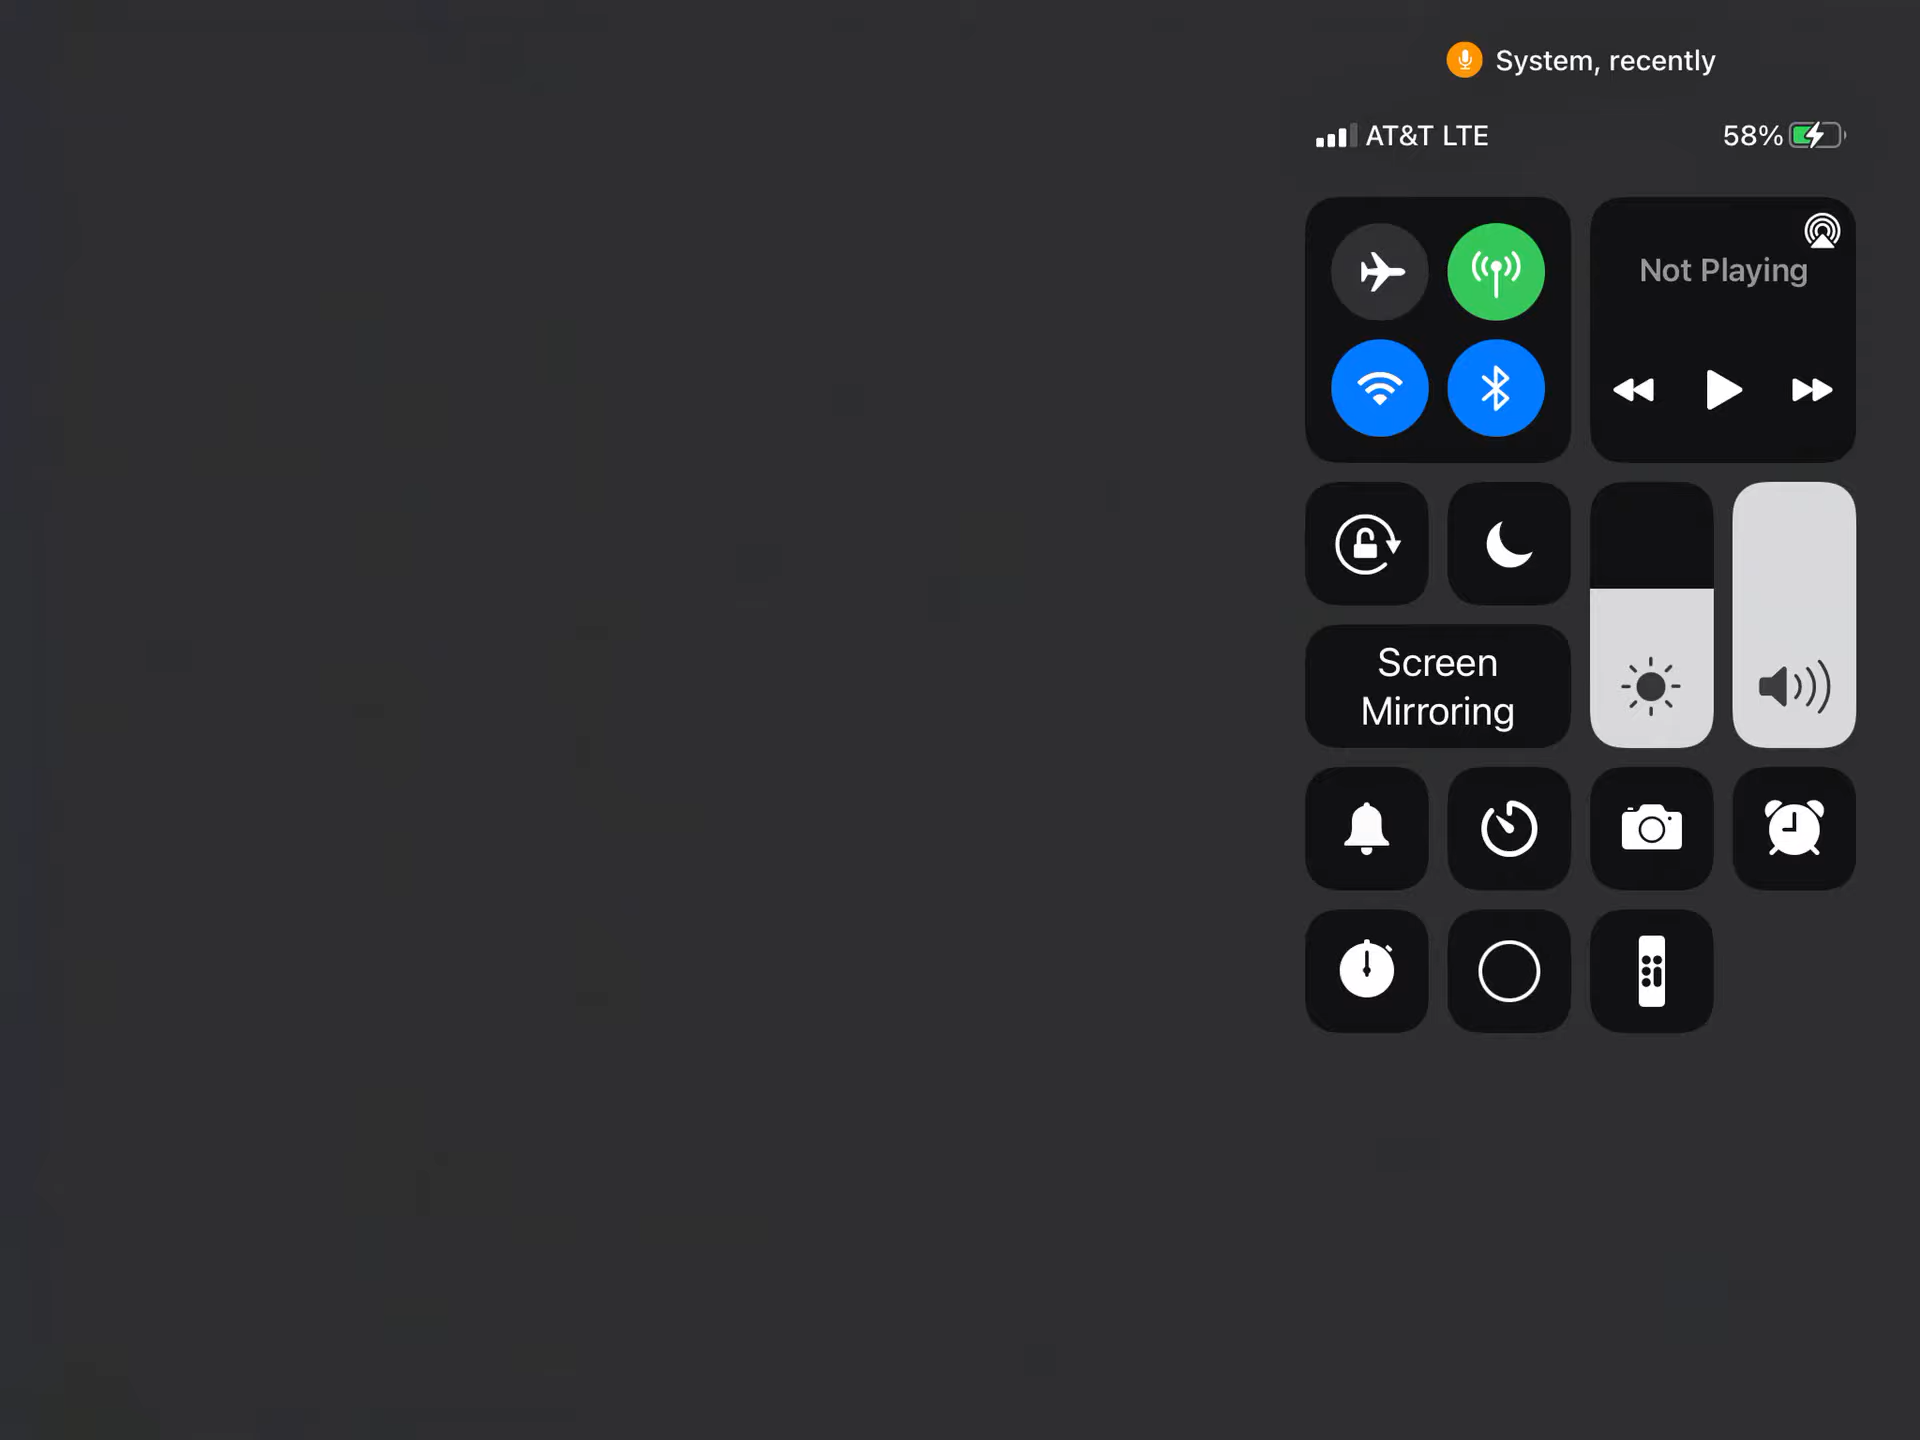 System, recently
AT&T LTE
58%
Not Playing
Screen
Mirroring